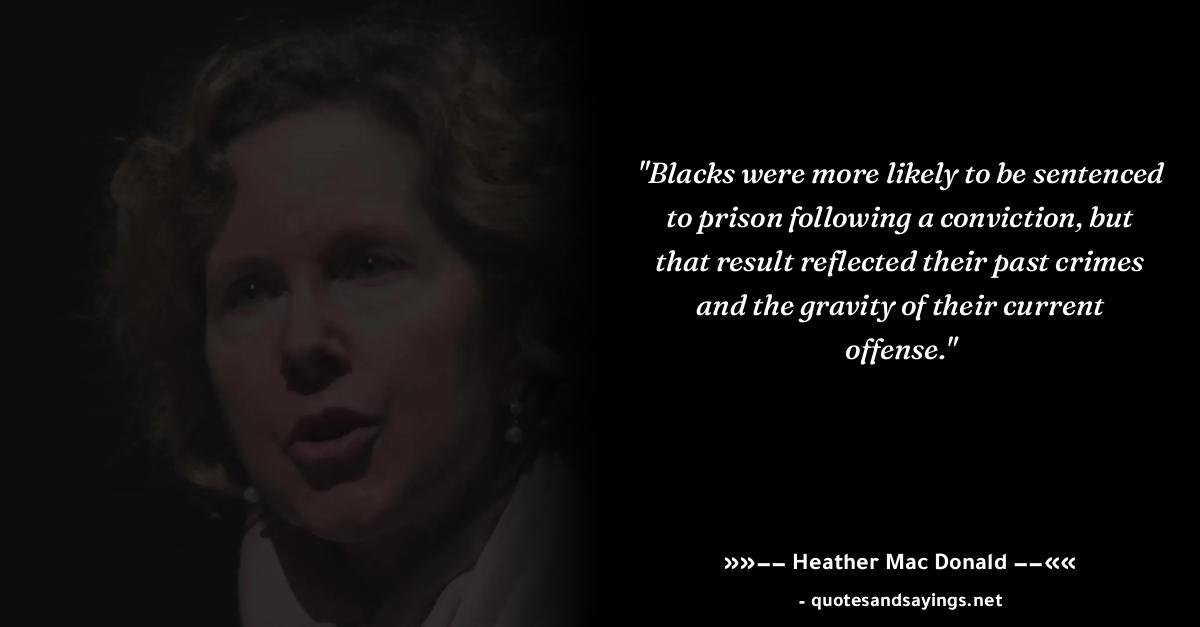 "Blacks were more likely to be sentenced
to prison following a conviction, but
that result reflected their past crimes
and the gravity of their current
offense."
»»−− Heather Mac Donald −−««
- quotesandsayings.net